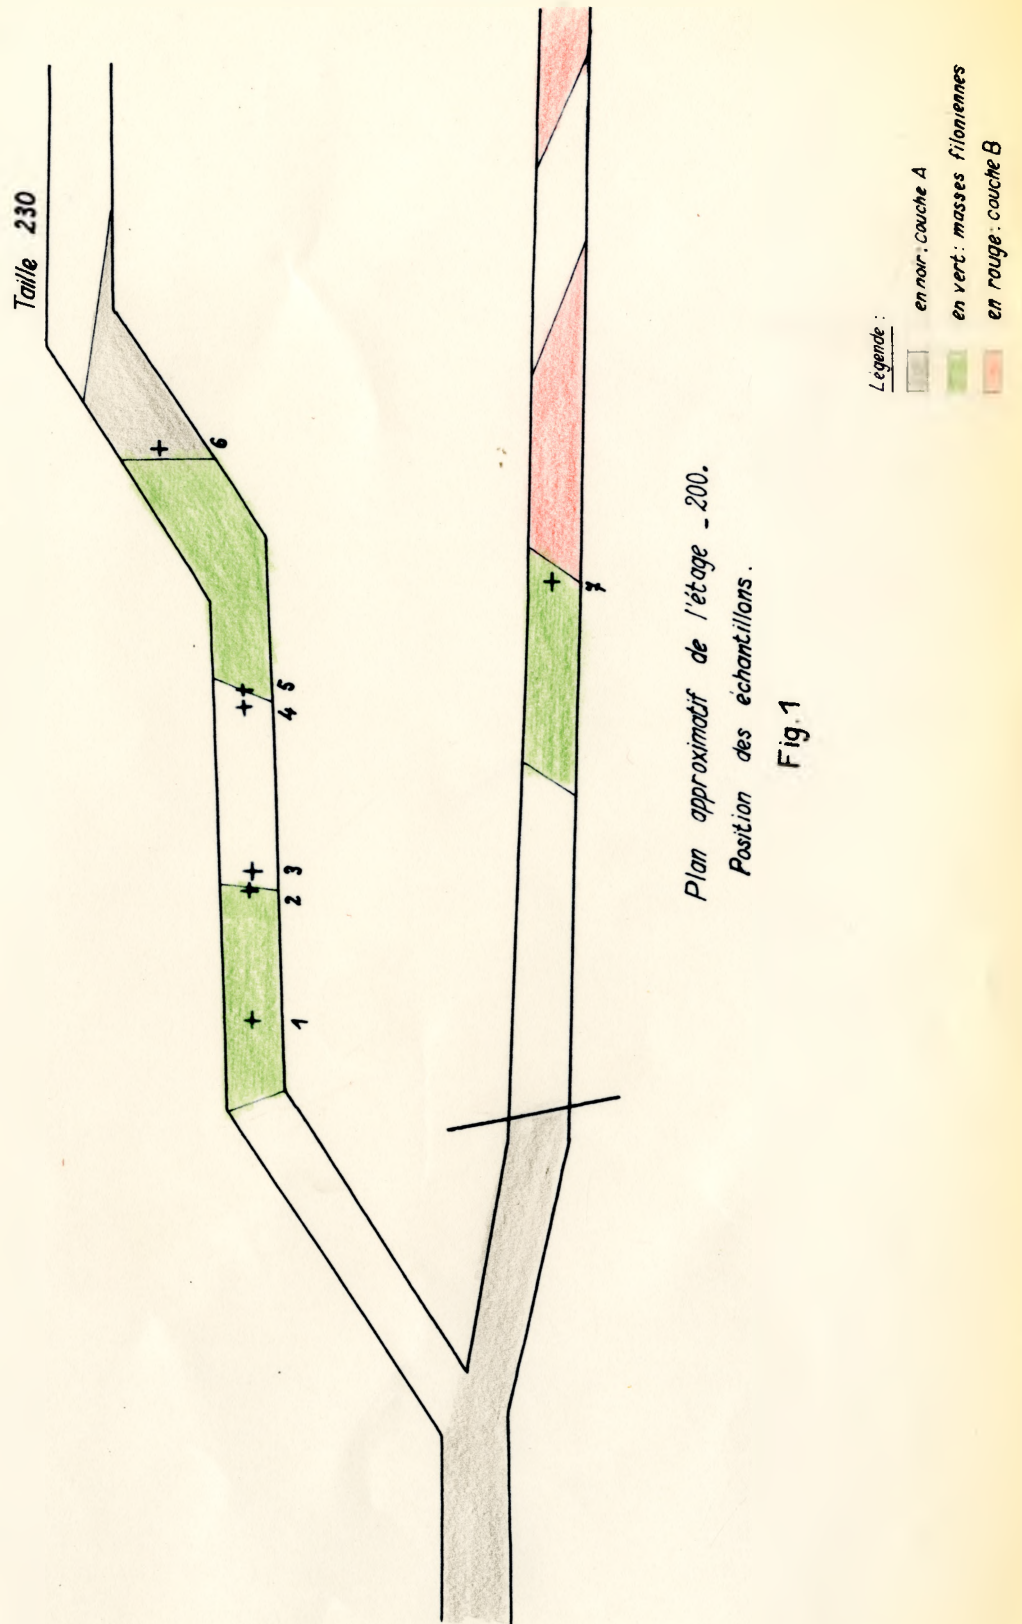 Taille 230
6
5
4
3
2
1
7
Plan approximatif de l'étage _ 200.
Position des échantillons.
Fig. 1
Légende :
en noir : couche A
en vert : masses filoniennes
en rouge : couche B